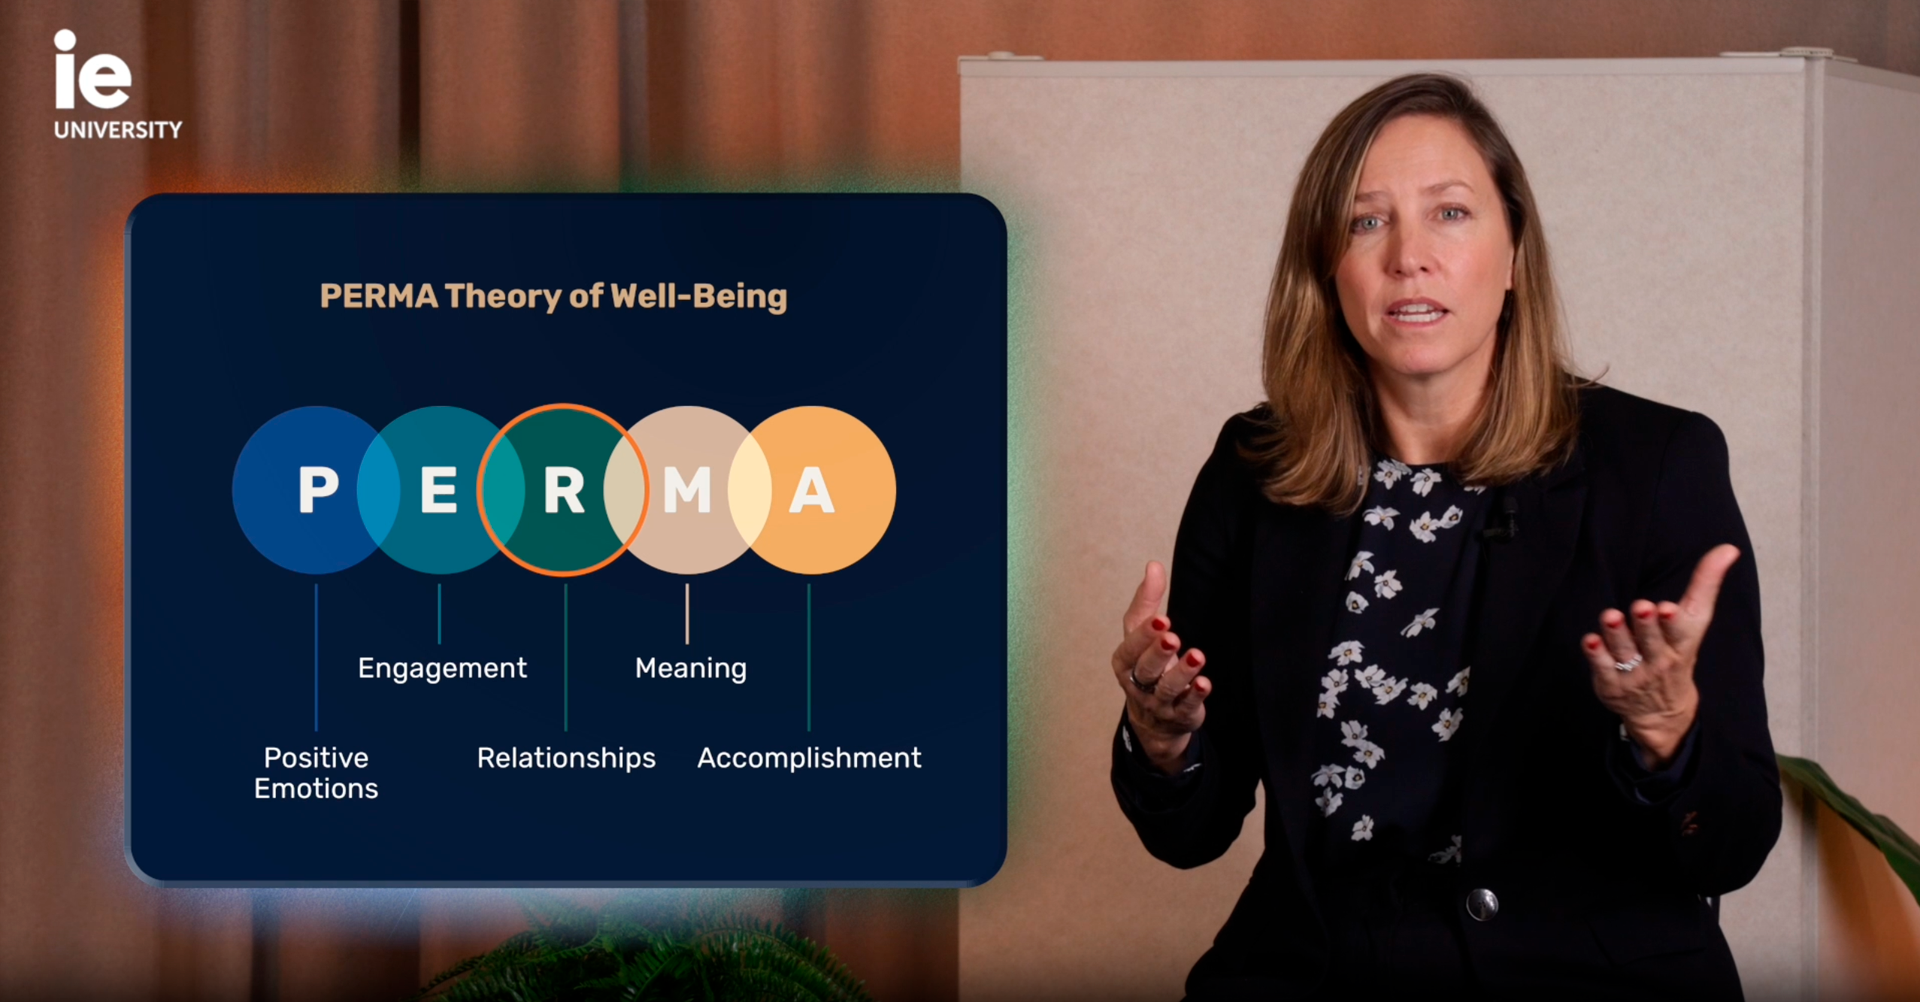 ie
UNIVERSITY
PERMA Theory of Well-Being
P E R M A
Engagement
Meaning
Positive
Emotions
Relationships
Accomplishment